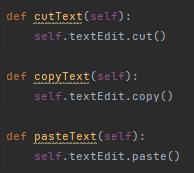 def cutText(self):
    self.textEdit.cut()
def copyText(self):
    self.textEdit.copy()
def pasteText(self):
    self.textEdit.paste()